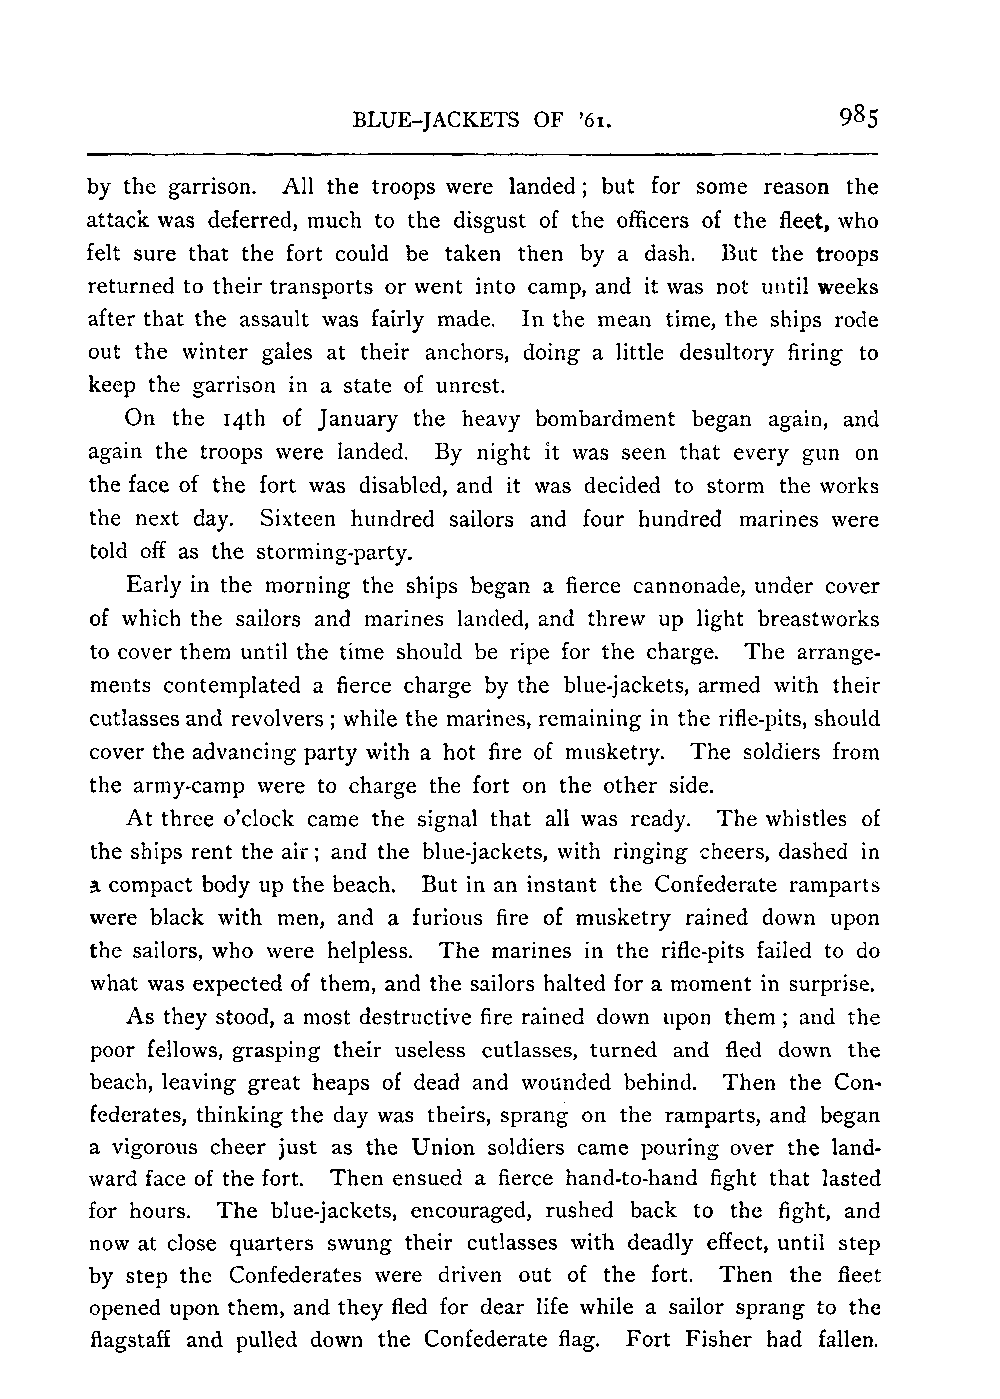 BLUE-JACKETS OF '61. 985
by the garrison. All the troops were landed; but for some reason the
attack was deferred, much to the disgust of the officers of the fleet, who
felt sure that the fort could be taken then by a dash. But the troops
returned to their transports or went into camp, and it was not until weeks
after that the assault was fairly made. In the mean time, the ships rode
out the winter gales at their anchors, doing a little desultory firing to
keep the garrison in a state of unrest.
On the 14th of January the heavy bombardment began again, and
again the troops were landed. By night it was seen that every gun on
the face of the fort was disabled, and it was decided to storm the works
the next day. Sixteen hundred sailors and four hundred marines were
told off as the storming-party.
Early in the morning the ships began a fierce cannonade, under cover
of which the sailors and marines landed, and threw up light breastworks
to cover them until the time should be ripe for the charge. The arrange-
ments contemplated a fierce charge by the blue-jackets, armed with their
cutlasses and revolvers; while the marines, remaining in the rifle-pits, should
cover the advancing party with a hot fire of musketry. The soldiers from
the army-camp were to charge the fort on the other side.
At three o'clock came the signal that all was ready. The whistles of
the ships rent the air; and the blue-jackets, with ringing cheers, dashed in
a compact body up the beach. But in an instant the Confederate ramparts
were black with men, and a furious fire of musketry rained down upon
the sailors, who were helpless. The marines in the rifle-pits failed to do
what was expected of them, and the sailors halted for a moment in surprise.
As they stood, a most destructive fire rained down upon them; and the
poor fellows, grasping their useless cutlasses, turned and fled down the
beach, leaving great heaps of dead and wounded behind. Then the Con-
federates, thinking the day was theirs, sprang on the ramparts, and began
a vigorous cheer just as the Union soldiers came pouring over the land-
ward face of the fort. Then ensued a fierce hand-to-hand fight that lasted
for hours. The blue-jackets, encouraged, rushed back to the fight, and
now at close quarters swung their cutlasses with deadly effect, until step
by step the Confederates were driven out of the fort. Then the fleet
opened upon them, and they fled for dear life while a sailor sprang to the
flagstaff and pulled down the Confederate flag. Fort Fisher had fallen.